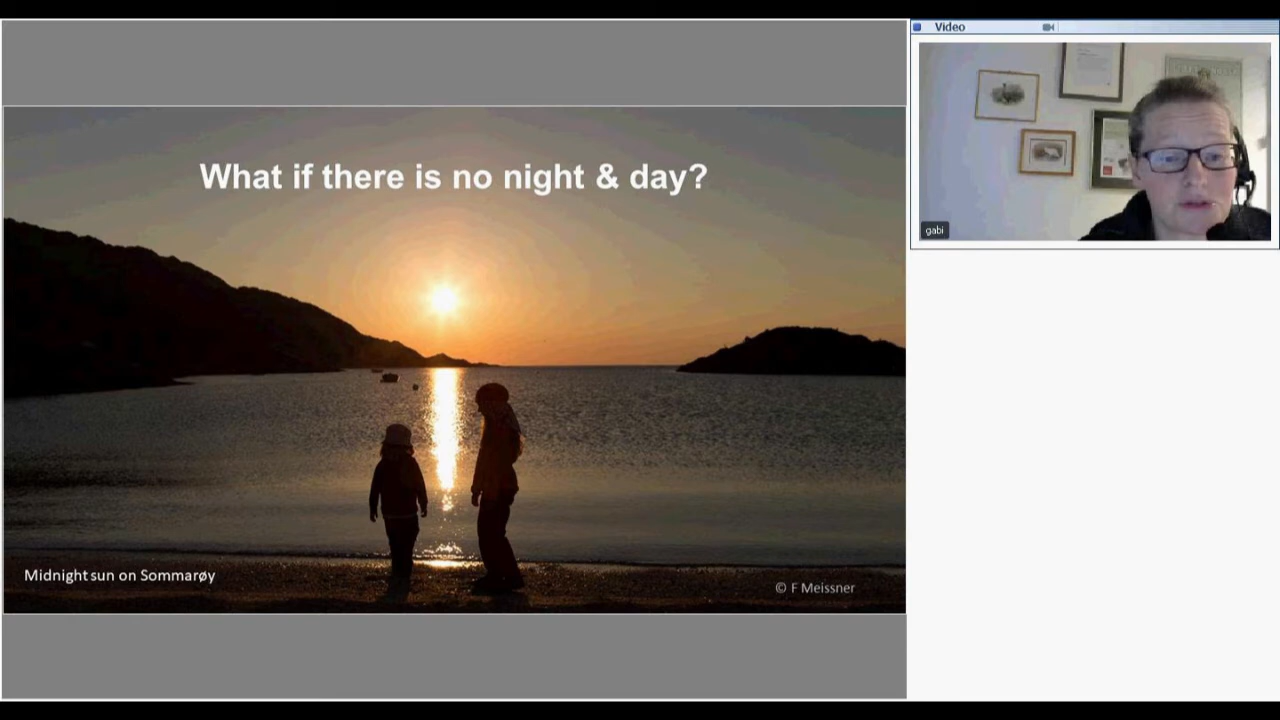 Video
What if there is no night & day?
gabi
Midnight sun on Sommarøy
© F Meissner